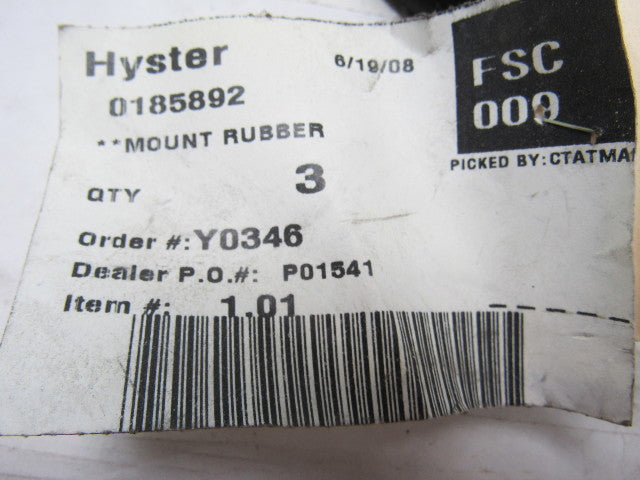 Hyster
6/19/08
FSC
0185892
009
**MOUNT RUBBER
PICKED BY:CTATMA
QTY 3
Order #:Y0346
Dealer P.O.#: P01541
Item #: 1.01